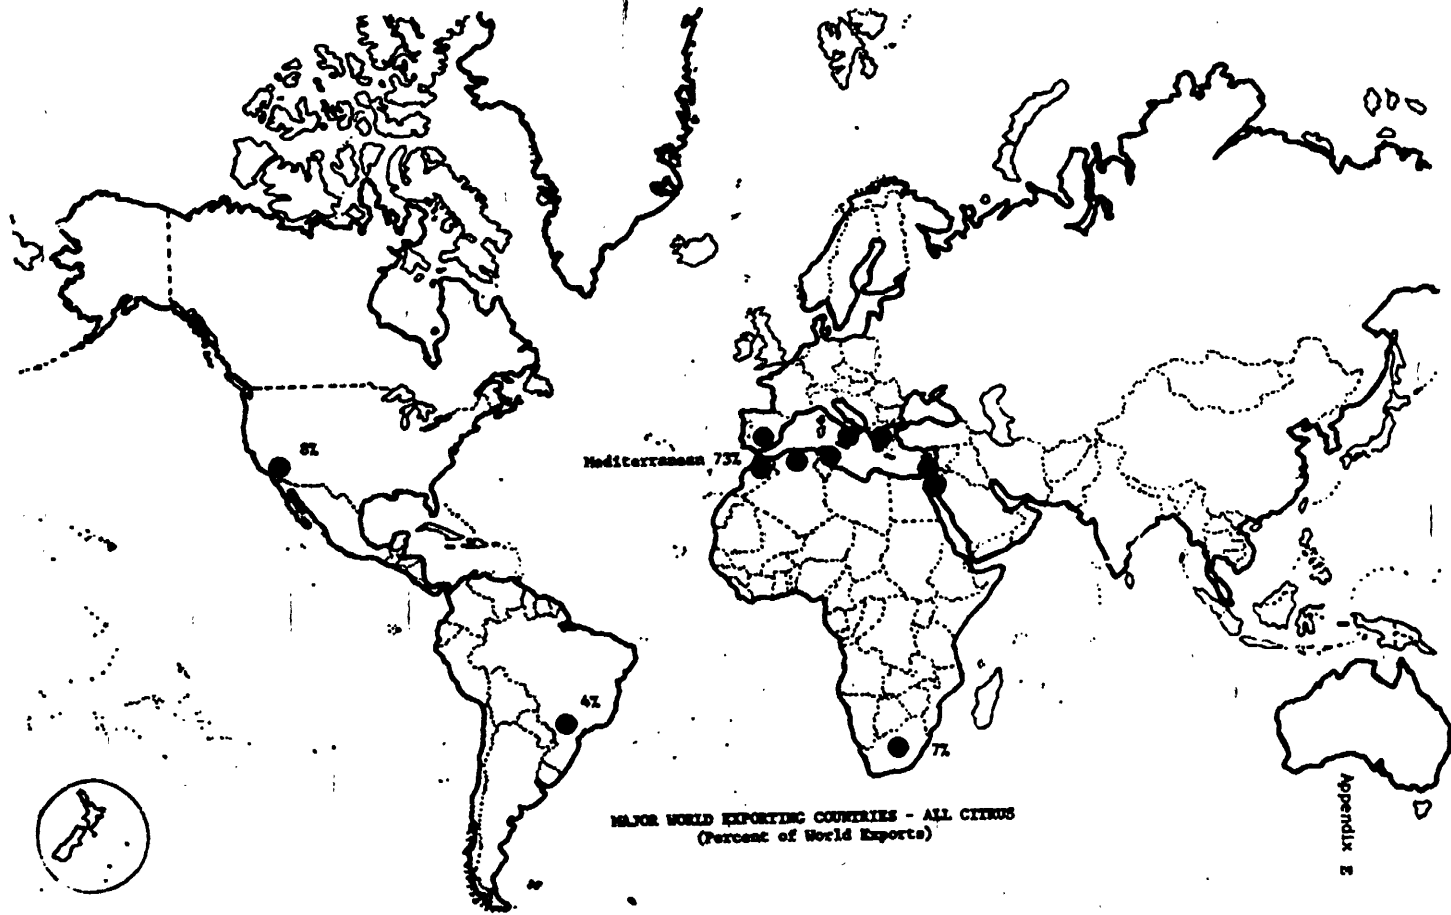 8%
Mediterranean 73%
4%
7%
MAJOR WORLD EXPORTING COUNTRIES - ALL CITRUS
(Percent of World Exports)
Appendix E